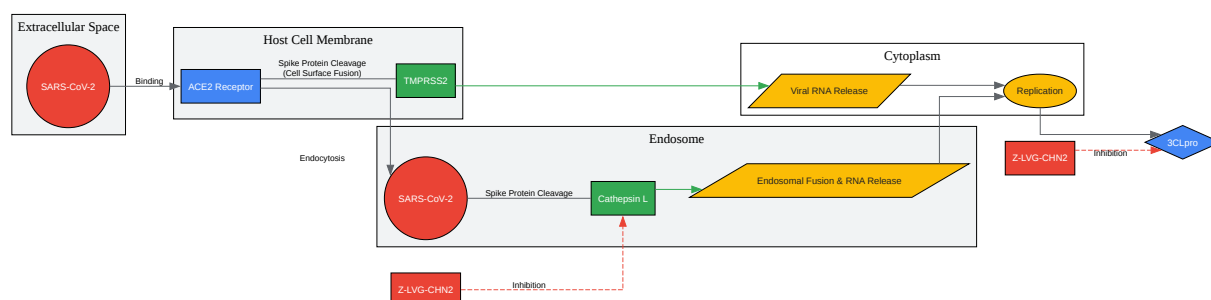 Extracellular Space
SARS-CoV-2
Binding
Host Cell Membrane
ACE2 Receptor
Spike Protein Cleavage
(Cell Surface Fusion)
TMPRSS2
Cytoplasm
Viral RNA Release
Replication
3CLpro
Z-LVG-CHN2
Inhibition
Endocytosis
Endosome
SARS-CoV-2
Spike Protein Cleavage
Cathepsin L
Endosomal Fusion & RNA Release
Z-LVG-CHN2
Inhibition